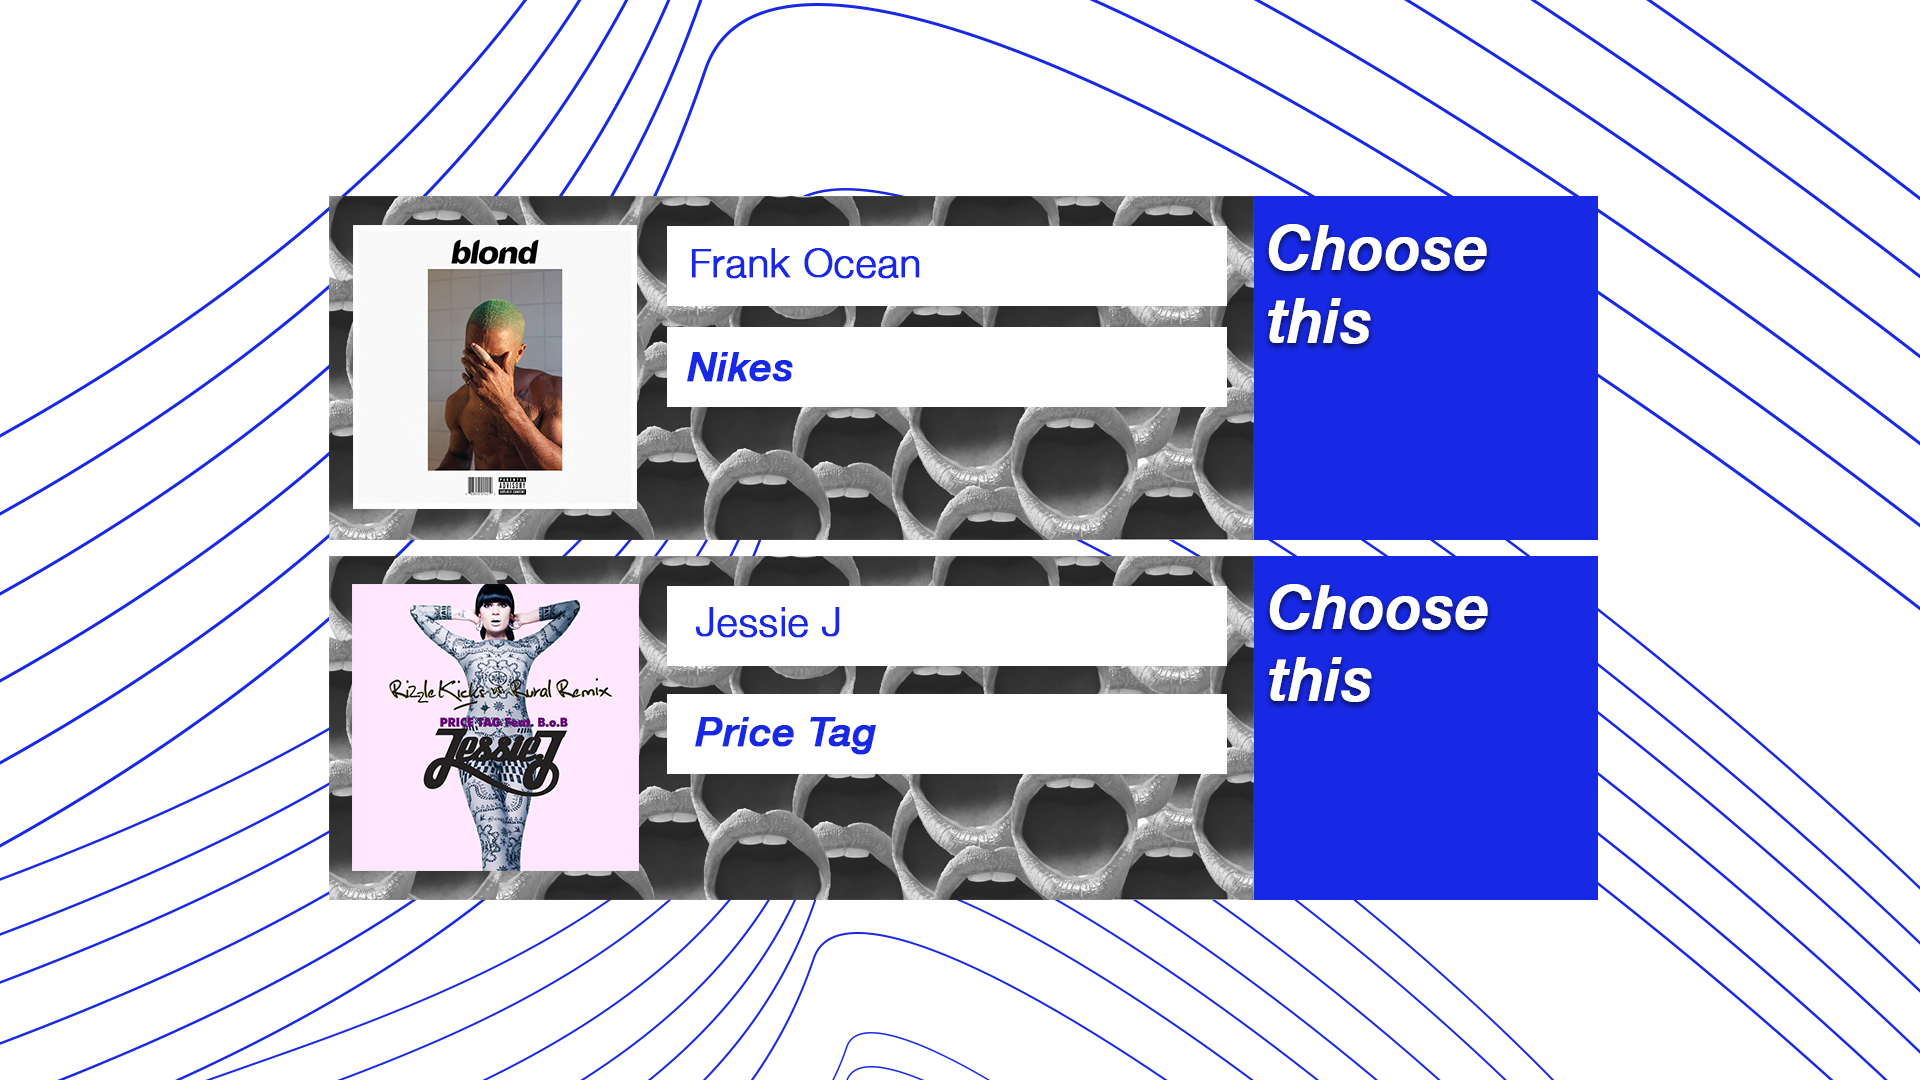 blond
PARENTAL
ADVISORY
EXPLICIT CONTENT
Frank Ocean
Nikes
Choose
this
Rizzle Kicks vs Rural Remix
PRICE TAG Feat. B.o.B
Jessie J
Jessie J
Price Tag
Choose
this